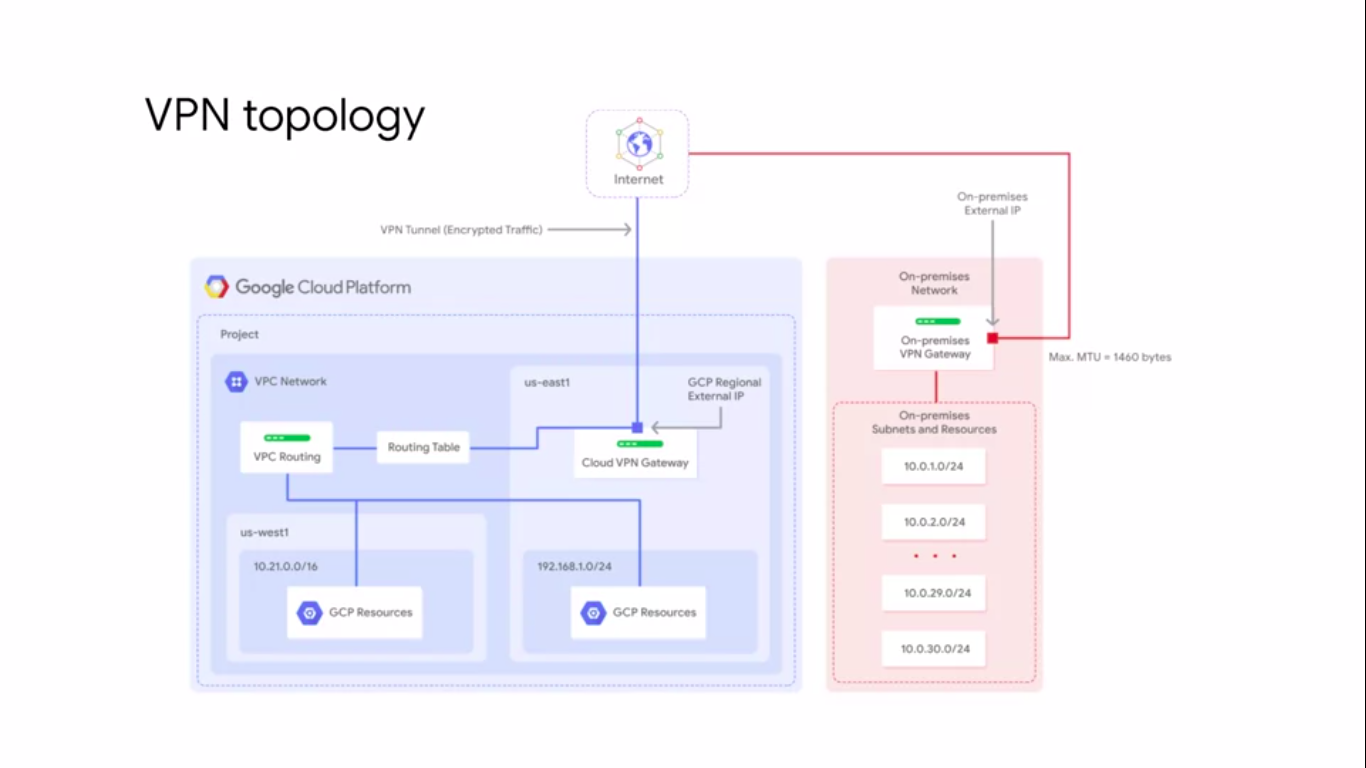 VPN topology
Internet
On-premises
External IP
VPN Tunnel (Encrypted Traffic)
Google Cloud Platform
Project
VPC Network
us-east1
GCP Regional
External IP
VPC Routing
Routing Table
Cloud VPN Gateway
us-west1
10.21.0.0/16
GCP Resources
192.168.1.0/24
GCP Resources
On-premises
Network
On-premises
VPN Gateway
Max. MTU = 1460 bytes
On-premises
Subnets and Resources
10.0.1.0/24
10.0.2.0/24
• • •
10.0.29.0/24
10.0.30.0/24